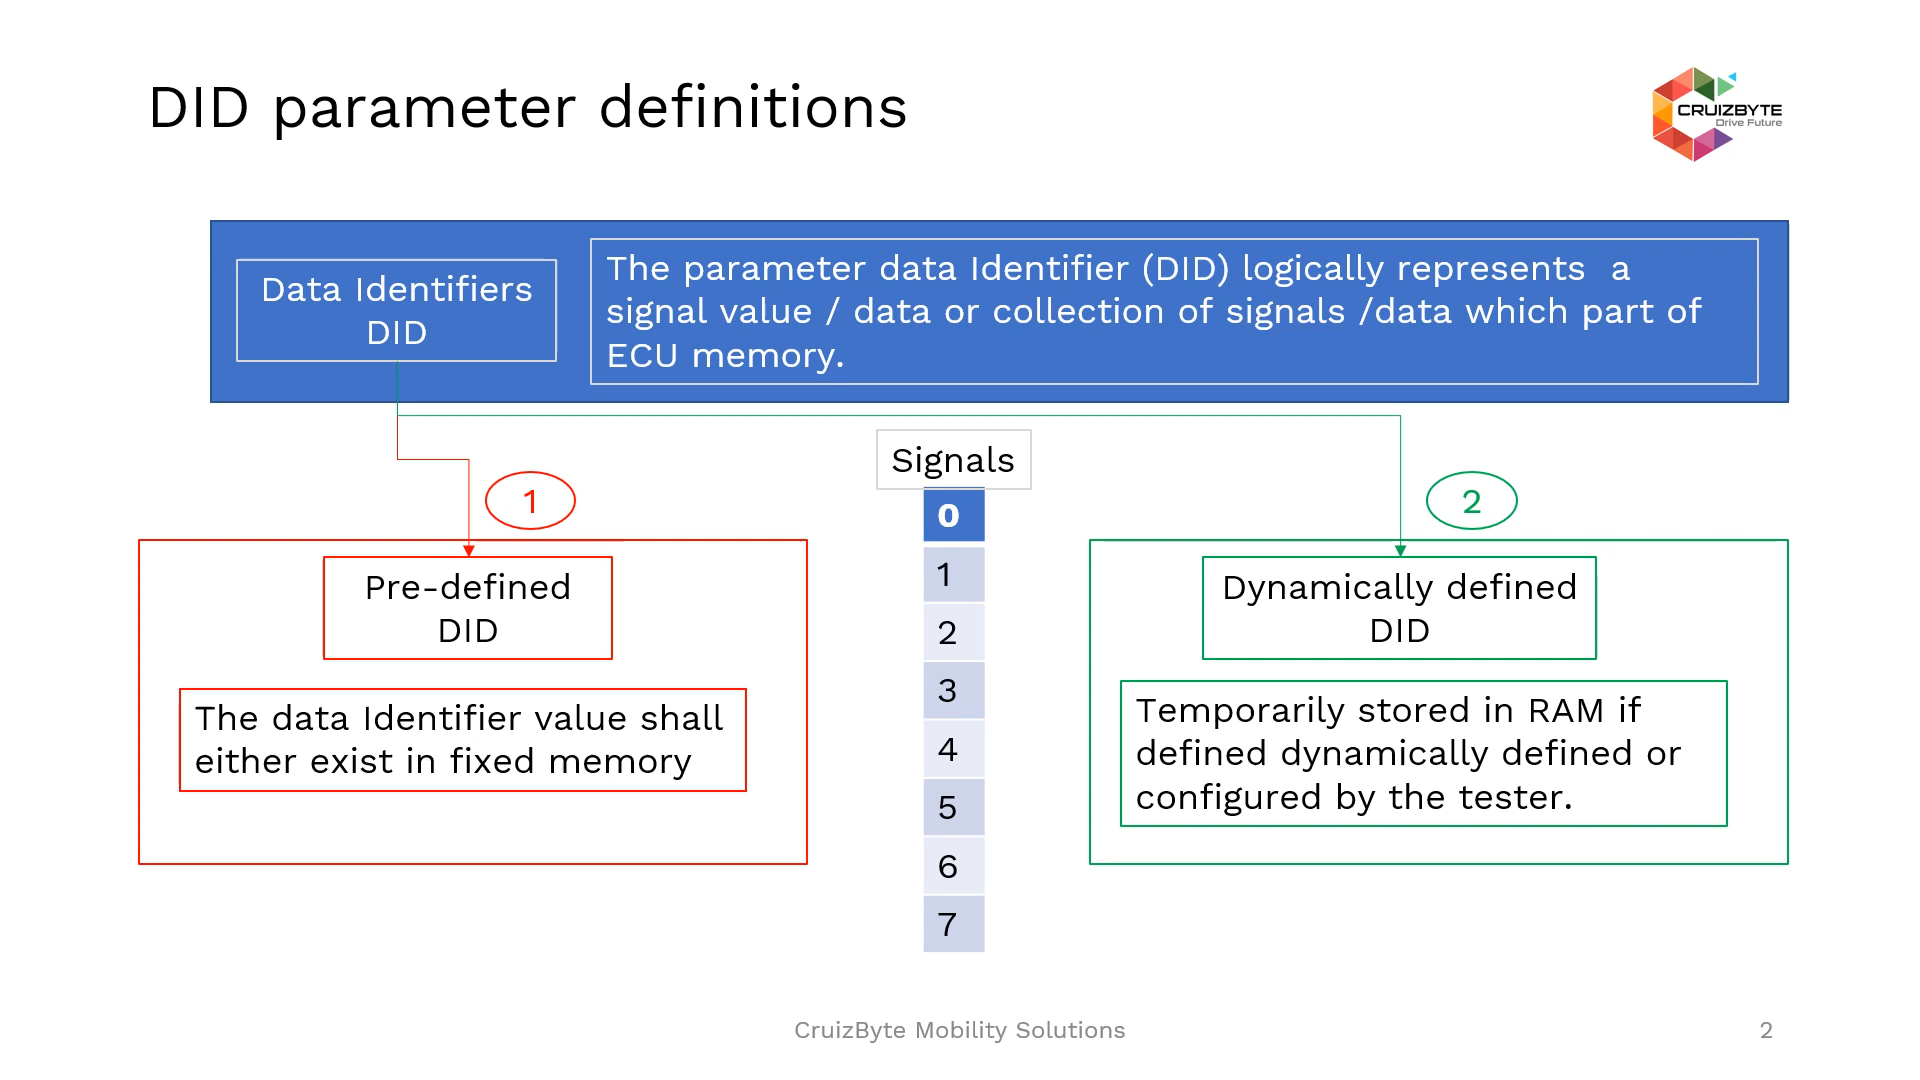 DID parameter definitions
CRUIZBYTE
Drive Future
Data Identifiers
DID
The parameter data Identifier (DID) logically represents  a
signal value / data or collection of signals /data which part of
ECU memory.
Signals
0
1
2
3
4
5
6
7
1
Pre-defined
DID
The data Identifier value shall
either exist in fixed memory
2
Dynamically defined
DID
Temporarily stored in RAM if
defined dynamically defined or
configured by the tester.
CruizByte Mobility Solutions
2